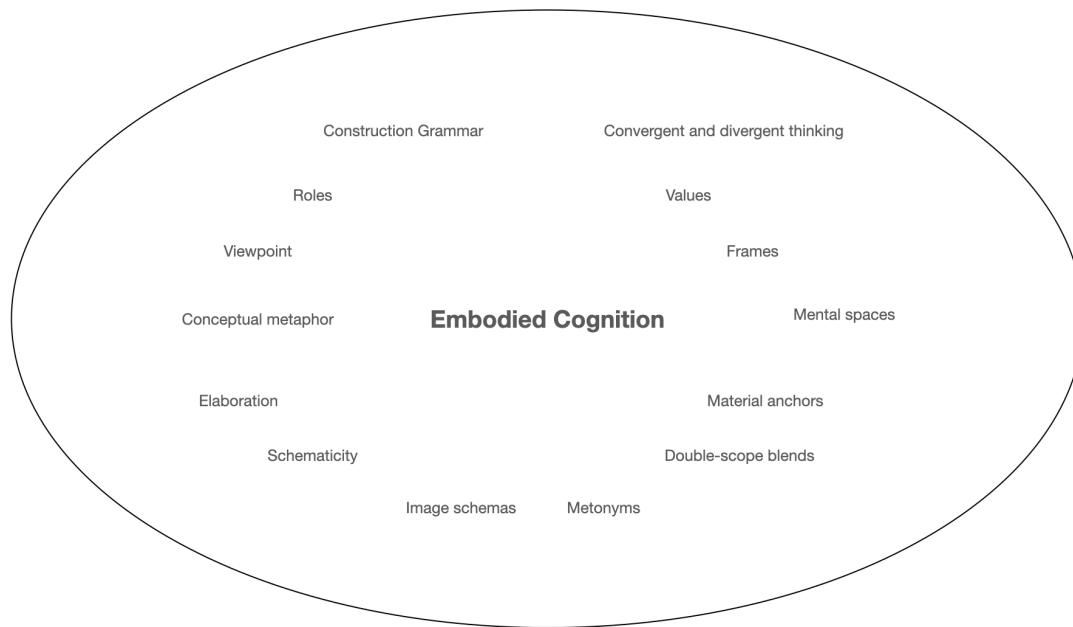 Construction Grammar
Convergent and divergent thinking
Roles
Values
Viewpoint
Frames
Conceptual metaphor
Embodied Cognition
Mental spaces
Elaboration
Material anchors
Schematicity
Double-scope blends
Image schemas
Metonyms